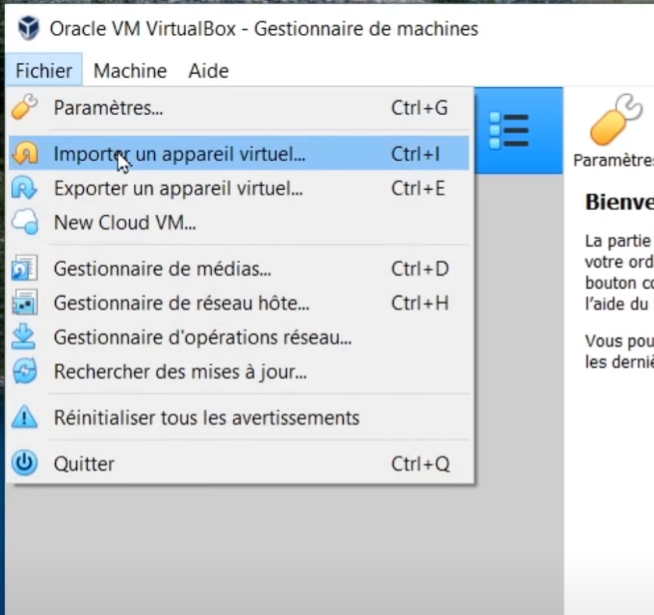 Oracle VM VirtualBox - Gestionnaire de machines
Fichier Machine Aide
Paramètres... Ctrl+G
Importer un appareil virtuel... Ctrl+I
Exporter un appareil virtuel... Ctrl+E
New Cloud VM...
Gestionnaire de médias... Ctrl+D
Gestionnaire de réseau hôte... Ctrl+H
Gestionnaire d'opérations réseau...
Rechercher des mises à jour...
Réinitialiser tous les avertissements
Quitter Ctrl+Q
Paramètres
Bienve
La partie
votre ord
bouton co
l'aide du
Vous pou
les derniè